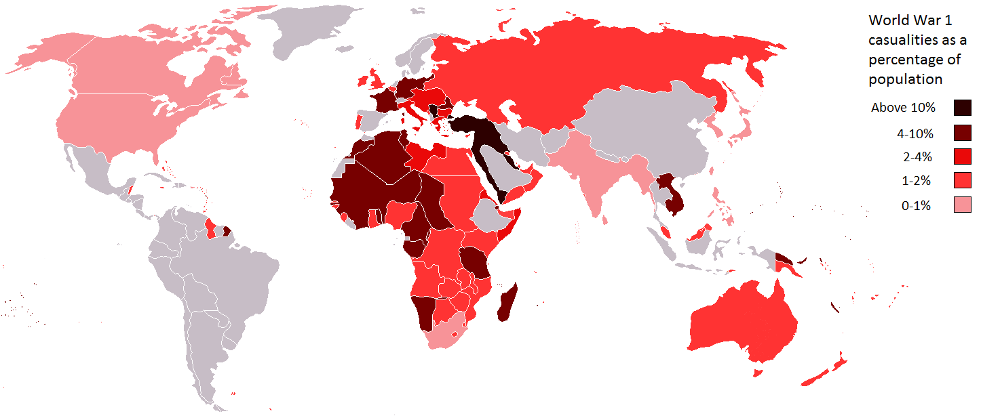 World War 1
casualities as a
percentage of
population
Above 10%
4-10%
2-4%
1-2%
0-1%